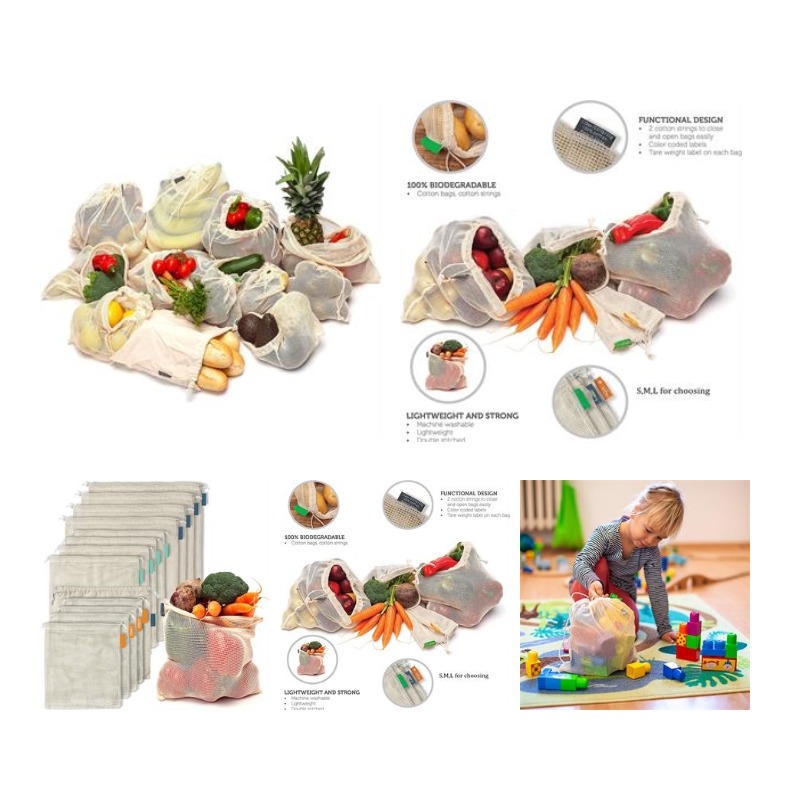 FUNCTIONAL DESIGN
• 2 cotton strings to close
and open bags easily
• Color coded labels
• Tare weight label on each bag
100% BIODEGRADABLE
• Cotton bags, cotton strings
S,M,L for choosing
LIGHTWEIGHT AND STRONG
• Machine washable
• Lightweight
• Double stitched
FUNCTIONAL DESIGN
• 2 cotton strings to close
and open bags easily
• Color coded labels
• Tare weight label on each bag
100% BIODEGRADABLE
• Cotton bags, cotton strings
S,M,L for choosing
LIGHTWEIGHT AND STRONG
• Machine washable
• Lightweight
• Double stitched